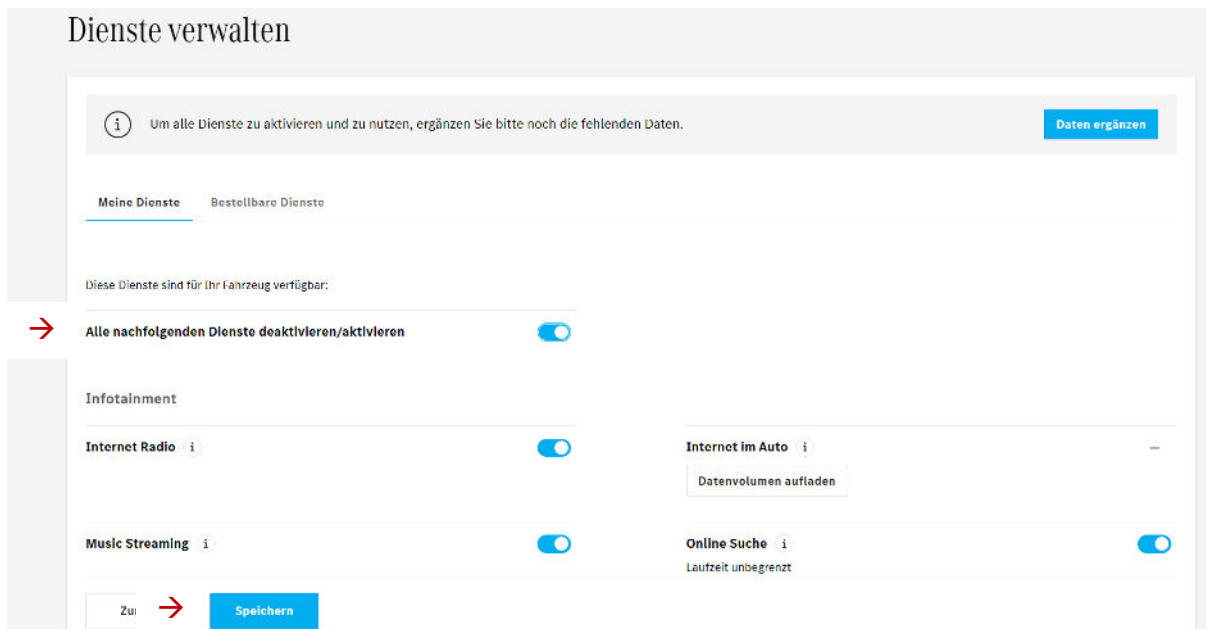 Dienste verwalten
i Um alle Dienste zu aktivieren und zu nutzen, ergänzen Sie bitte noch die fehlenden Daten. Daten ergänzen
Meine Dienste Bestellbare Dienste
Diese Dienste sind für Ihr Fahrzeug verfügbar:
→ Alle nachfolgenden Dienste deaktivieren/aktivieren
Infotainment
Internet Radio i Internet im Auto i –
Datenvolumen aufladen
Music Streaming i Online Suche i
Laufzeit unbegrenzt
Zu → Speichern